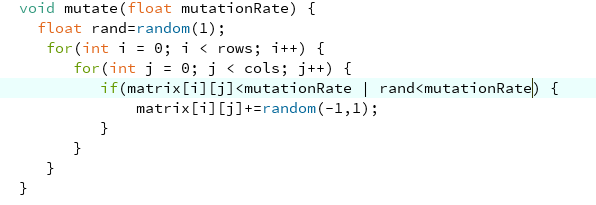 void mutate(float mutationRate) {
float rand=random(1);
for(int i = 0; i < rows; i++) {
for(int j = 0; j < cols; j++) {
if(matrix[i][j]<mutationRate | rand<mutationRate) {
matrix[i][j]+=random(-1,1);
}
}
}
}